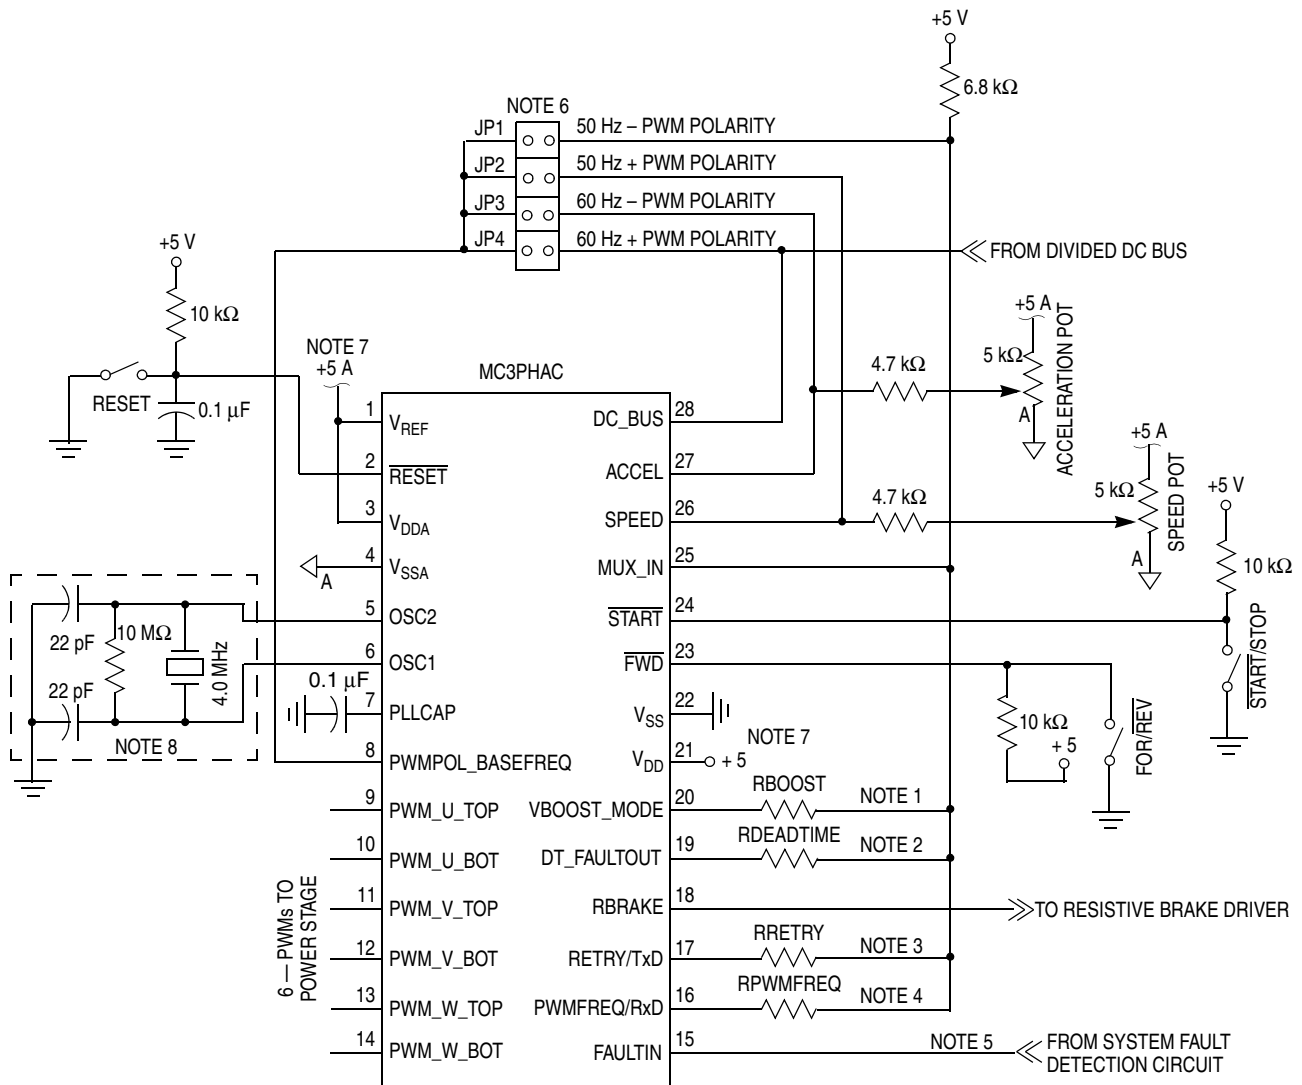 +5 V
6.8 kΩ
NOTE 6
JP1
50 Hz – PWM POLARITY
JP2
50 Hz + PWM POLARITY
JP3
60 Hz – PWM POLARITY
JP4
60 Hz + PWM POLARITY
FROM DIVIDED DC BUS
+5 V
10 kΩ
RESET
0.1 µF
NOTE 7
+5 A
MC3PHAC
4.7 kΩ
+5 A
5 kΩ
A
ACCELERATION POT
4.7 kΩ
+5 A
5 kΩ
A
SPEED POT
+5 V
10 kΩ
START/STOP
1
VREF
2
RESET
3
VDDA
4
VSSA
A
5
OSC2
6
OSC1
7
PLLCAP
8
PWMPOL_BASEFREQ
9
PWM_U_TOP
10
PWM_U_BOT
11
PWM_V_TOP
12
PWM_V_BOT
13
PWM_W_TOP
14
PWM_W_BOT
22 pF
10 MΩ
4.0 MHz
22 pF
NOTE 8
0.1 µF
6 — PWMs TO
POWER STAGE
DC_BUS
28
ACCEL
27
SPEED
26
MUX_IN
25
START
24
FWD
23
VSS
22
VDD
21
+ 5
NOTE 7
10 kΩ
+ 5
FOR/REV
VBOOST_MODE
20
RBOOST
NOTE 1
DT_FAULTOUT
19
RDEADTIME
NOTE 2
RBRAKE
18
TO RESISTIVE BRAKE DRIVER
RETRY/TxD
17
RRETRY
NOTE 3
PWMFREQ/RxD
16
RPWMFREQ
NOTE 4
FAULTIN
15
NOTE 5
FROM SYSTEM FAULT
DETECTION CIRCUIT